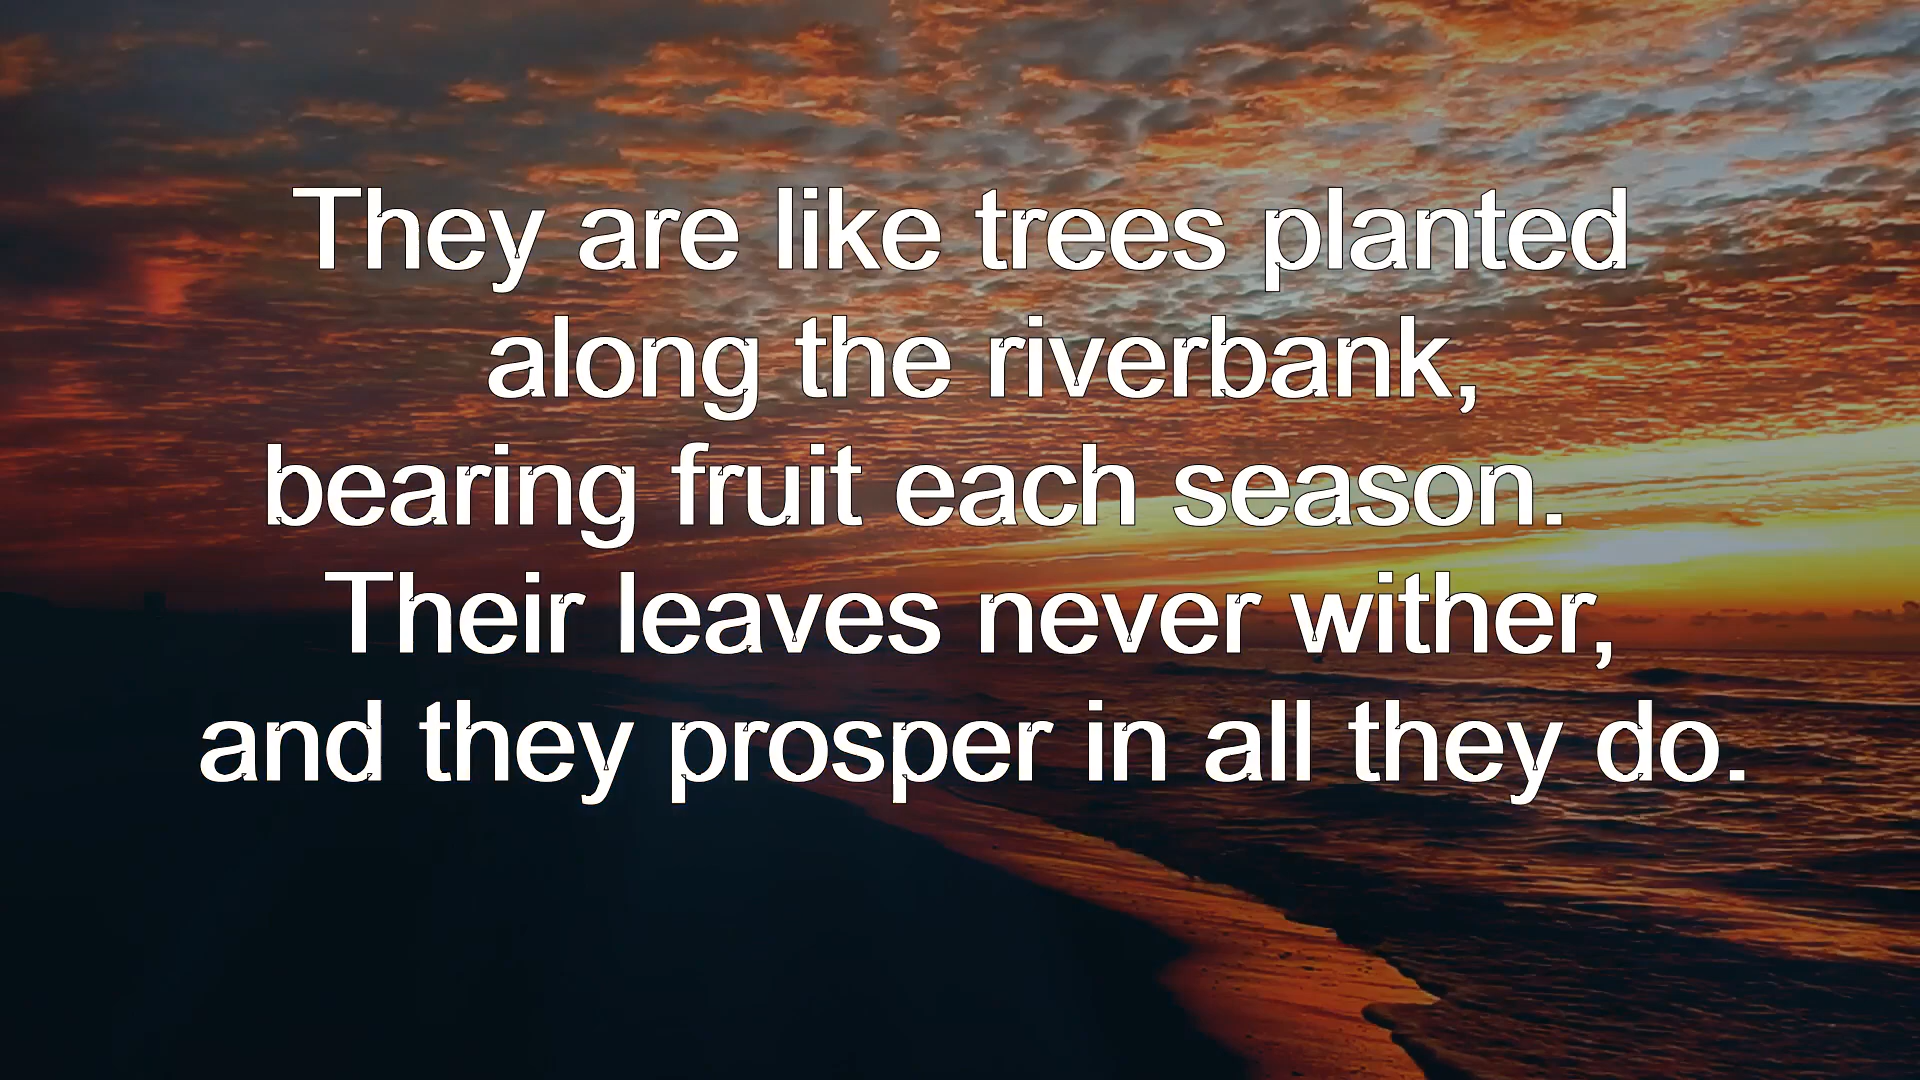 They are like trees planted
along the riverbank,
bearing fruit each season.
Their leaves never wither,
and they prosper in all they do.